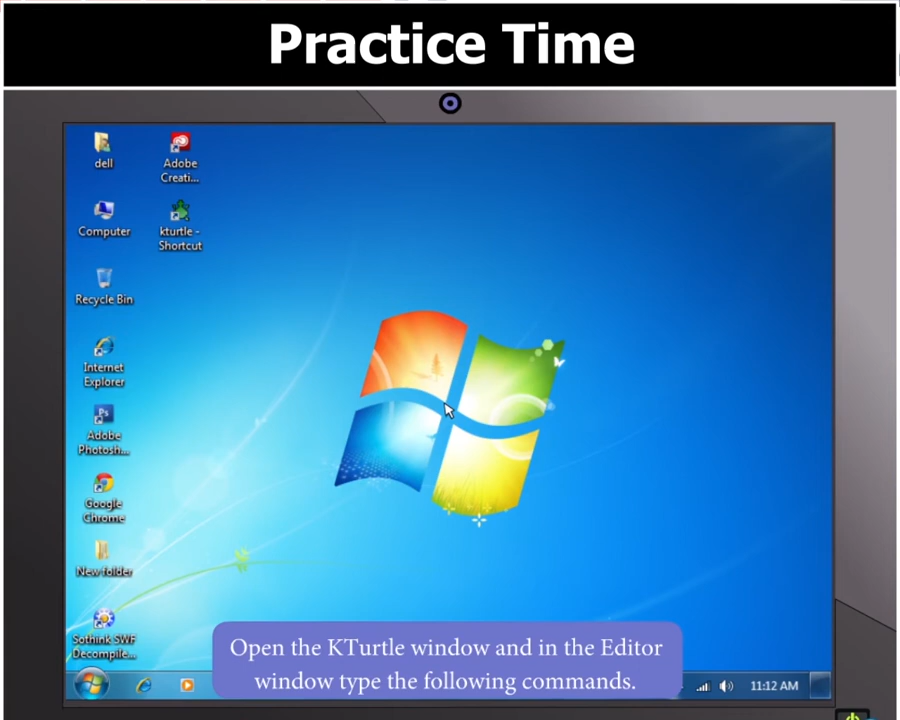 Practice Time
dell
Adobe
Creati...
Computer
kturtle -
Shortcut
Recycle Bin
Internet
Explorer
Adobe
Photosh...
Google
Chrome
New folder
Sothink SWF
Decompile...
Open the KTurtle window and in the Editor
window type the following commands.
11:12 AM